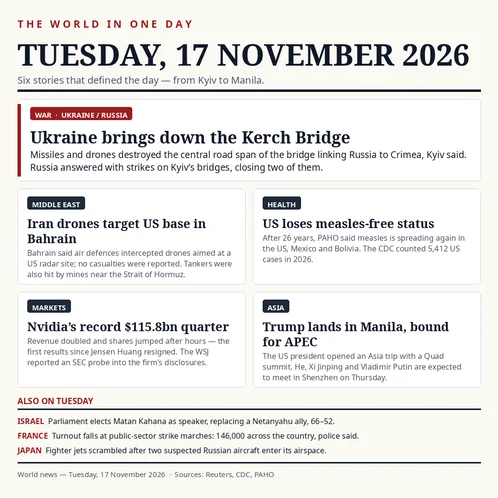 THE WORLD IN ONE DAY
TUESDAY, 17 NOVEMBER 2026
Six stories that defined the day — from Kyiv to Manila.
WAR · UKRAINE / RUSSIA
Ukraine brings down the Kerch Bridge
Missiles and drones destroyed the central road span of the bridge linking Russia to Crimea, Kyiv said.
Russia answered with strikes on Kyiv’s bridges, closing two of them.
MIDDLE EAST
Iran drones target US base in
Bahrain
Bahrain said air defences intercepted drones aimed at a
US radar site; no casualties were reported. Tankers were
also hit by mines near the Strait of Hormuz.
HEALTH
US loses measles-free status
After 26 years, PAHO said measles is spreading again in
the US, Mexico and Bolivia. The CDC counted 5,412 US
cases in 2026.
MARKETS
Nvidia’s record $115.8bn quarter
Revenue doubled and shares jumped after hours — the
first results since Jensen Huang resigned. The WSJ
reported an SEC probe into the firm’s disclosures.
ASIA
Trump lands in Manila, bound
for APEC
The US president opened an Asia trip with a Quad
summit. He, Xi Jinping and Vladimir Putin are expected
to meet in Shenzhen on Thursday.
ALSO ON TUESDAY
ISRAEL Parliament elects Matan Kahana as speaker, replacing a Netanyahu ally, 66–52.
FRANCE Turnout falls at public-sector strike marches: 146,000 across the country, police said.
JAPAN Fighter jets scrambled after two suspected Russian aircraft enter its airspace.
World news — Tuesday, 17 November 2026 · Sources: Reuters, CDC, PAHO